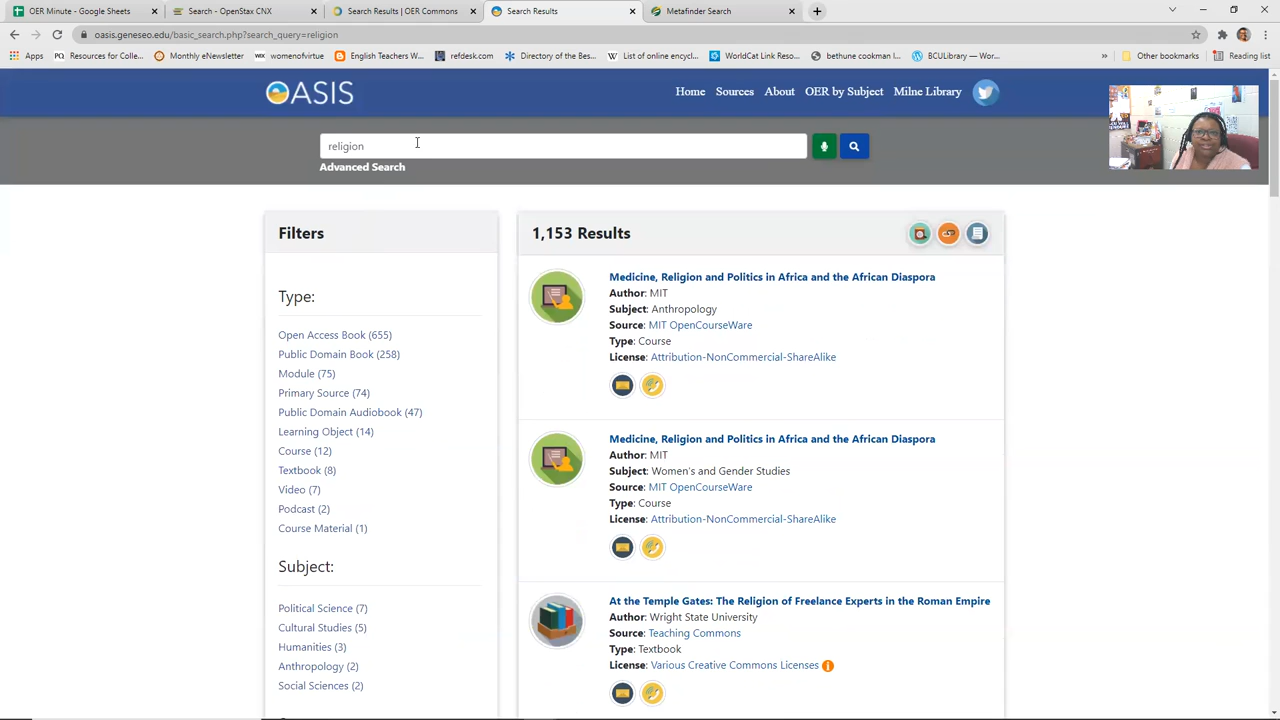 OER Minute - Google Sheets
Search - OpenStax CNX
Search Results | OER Commons
Search Results
Metafinder Search
oasis.geneseo.edu/basic_search.php?search_query=religion
Apps
Resources for Colle...
Monthly eNewsletter
womenofvirtue
English Teachers W...
refdesk.com
Directory of the Bes...
List of online encycl...
WorldCat Link Reso...
bethune cookman l...
BCULibrary — Wor...
Other bookmarks
Reading list
OASIS
Home
Sources
About
OER by Subject
Milne Library
religion
Advanced Search
Filters
Type:
Open Access Book (655)
Public Domain Book (258)
Module (75)
Primary Source (74)
Public Domain Audiobook (47)
Learning Object (14)
Course (12)
Textbook (8)
Video (7)
Podcast (2)
Course Material (1)
Subject:
Political Science (7)
Cultural Studies (5)
Humanities (3)
Anthropology (2)
Social Sciences (2)
1,153 Results
Medicine, Religion and Politics in Africa and the African Diaspora
Author: MIT
Subject: Anthropology
Source: MIT OpenCourseWare
Type: Course
License: Attribution-NonCommercial-ShareAlike
Medicine, Religion and Politics in Africa and the African Diaspora
Author: MIT
Subject: Women's and Gender Studies
Source: MIT OpenCourseWare
Type: Course
License: Attribution-NonCommercial-ShareAlike
At the Temple Gates: The Religion of Freelance Experts in the Roman Empire
Author: Wright State University
Source: Teaching Commons
Type: Textbook
License: Various Creative Commons Licenses